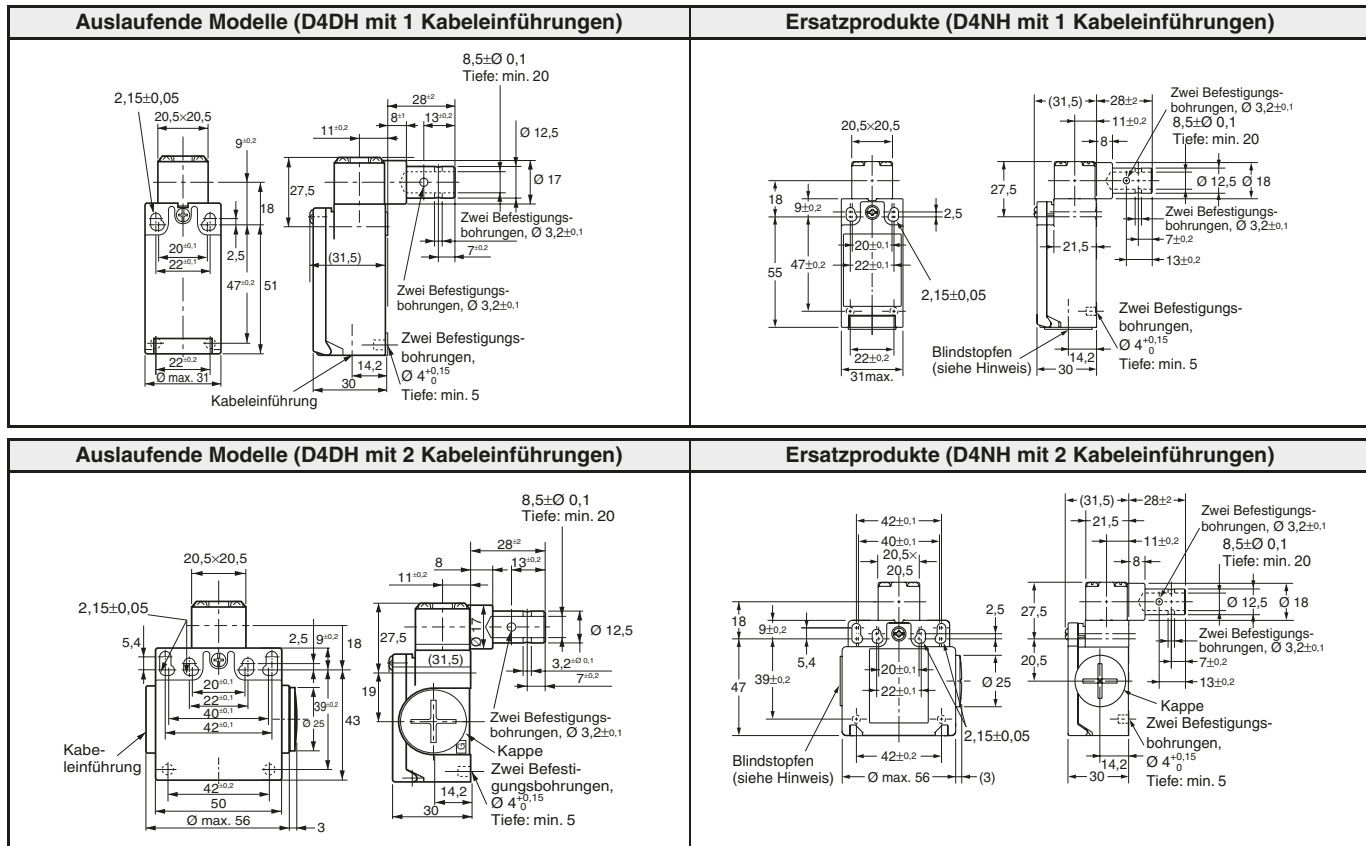 Auslaufende Modelle (D4DH mit 1 Kabeleinführungen)
Ersatzprodukte (D4NH mit 1 Kabeleinführungen)
8,5±Ø 0,1
Tiefe: min. 20
2,15±0,05
20,5×20,5
9±0,2
28±2
8±1
13±0,2
11±0,2
Ø 12,5
Ø 17
27,5
18
Zwei Befestigungs-
bohrungen, Ø 3,2±0,1
7±0,2
20±0,1
22±0,1
2,5
47±0,2
51
(31,5)
Zwei Befestigungs-
bohrungen, Ø 3,2±0,1
Zwei Befestigungs-
bohrungen,
Ø 4+0,15 0
Tiefe: min. 5
22±0,2
Ø max. 31
14,2
30
Kabeleinführung
(31,5)
28±2
Zwei Befestigungs-
bohrungen, Ø 3,2±0,1
8,5±Ø 0,1
Tiefe: min. 20
20,5×20,5
11±0,2
8
27,5
Ø 12,5
Ø 18
18
9±0,2
2,5
Zwei Befestigungs-
bohrungen, Ø 3,2±0,1
7±0,2
13±0,2
20±0,1
22±0,1
21,5
47±0,2
55
2,15±0,05
Zwei Befestigungs-
bohrungen,
Ø 4+0,15 0
Tiefe: min. 5
Blindstopfen
(siehe Hinweis)
22±0,2
31max.
14,2
30
Auslaufende Modelle (D4DH mit 2 Kabeleinführungen)
Ersatzprodukte (D4NH mit 2 Kabeleinführungen)
8,5±Ø 0,1
Tiefe: min. 20
20,5×20,5
28±2
8
13±0,2
11±0,2
2,15±0,05
5,4
2,5
9±0,2
18
27,5
Ø 17
Ø 12,5
(31,5)
19
3,2±Ø 0,1
7±0,2
20±0,1
22±0,1
40±0,1
42±0,1
Ø 25
39±0,2
43
Zwei Befestigungs-
bohrungen, Ø 3,2±0,1
Kappe
G
Zwei Befesti-
gungsbohrungen,
Ø 4+0,15 0
Tiefe: min. 5
Kabe-
leinführung
42±0,2
50
Ø max. 56
3
14,2
30
(31,5)
28±2
21,5
Zwei Befestigungs-
bohrungen, Ø 3,2±0,1
8,5±Ø 0,1
Tiefe: min. 20
42±0,1
40±0,1
20,5×
20,5
11±0,2
8
2,5
18
9±0,2
5,4
27,5
Ø 12,5
Ø 18
20,5
Zwei Befestigungs-
bohrungen, Ø 3,2±0,1
7±0,2
13±0,2
47
39±0,2
20±0,1
22±0,1
Ø 25
Kappe
Zwei Befestigungs-
bohrungen,
Ø 4+0,15 0
Tiefe: min. 5
2,15±0,05
Blindstopfen
(siehe Hinweis)
42±0,2
Ø max. 56
(3)
14,2
30